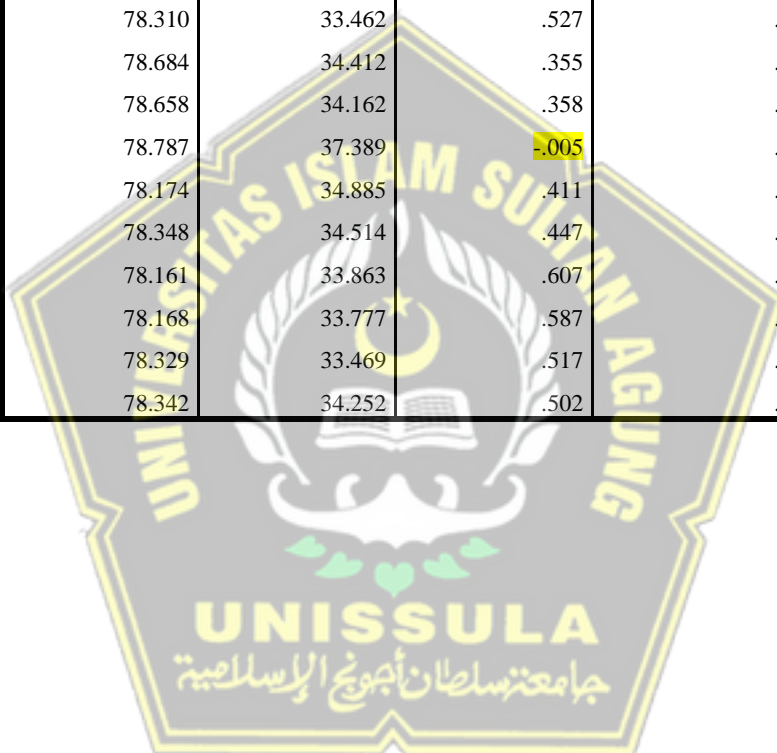 78.310 33.462 .527 .
78.684 34.412 .355 .
78.658 34.162 .358 .
78.787 37.389 -.005 .
78.174 34.885 .411 .
78.348 34.514 .447 .
78.161 33.863 .607 .
78.168 33.777 .587 .
78.329 33.469 .517 .
78.342 34.252 .502 .
UNIVERSITAS ISLAM SULTAN AGUNG
UNISSULA
جامعة سلطان أجونج الإسلامية